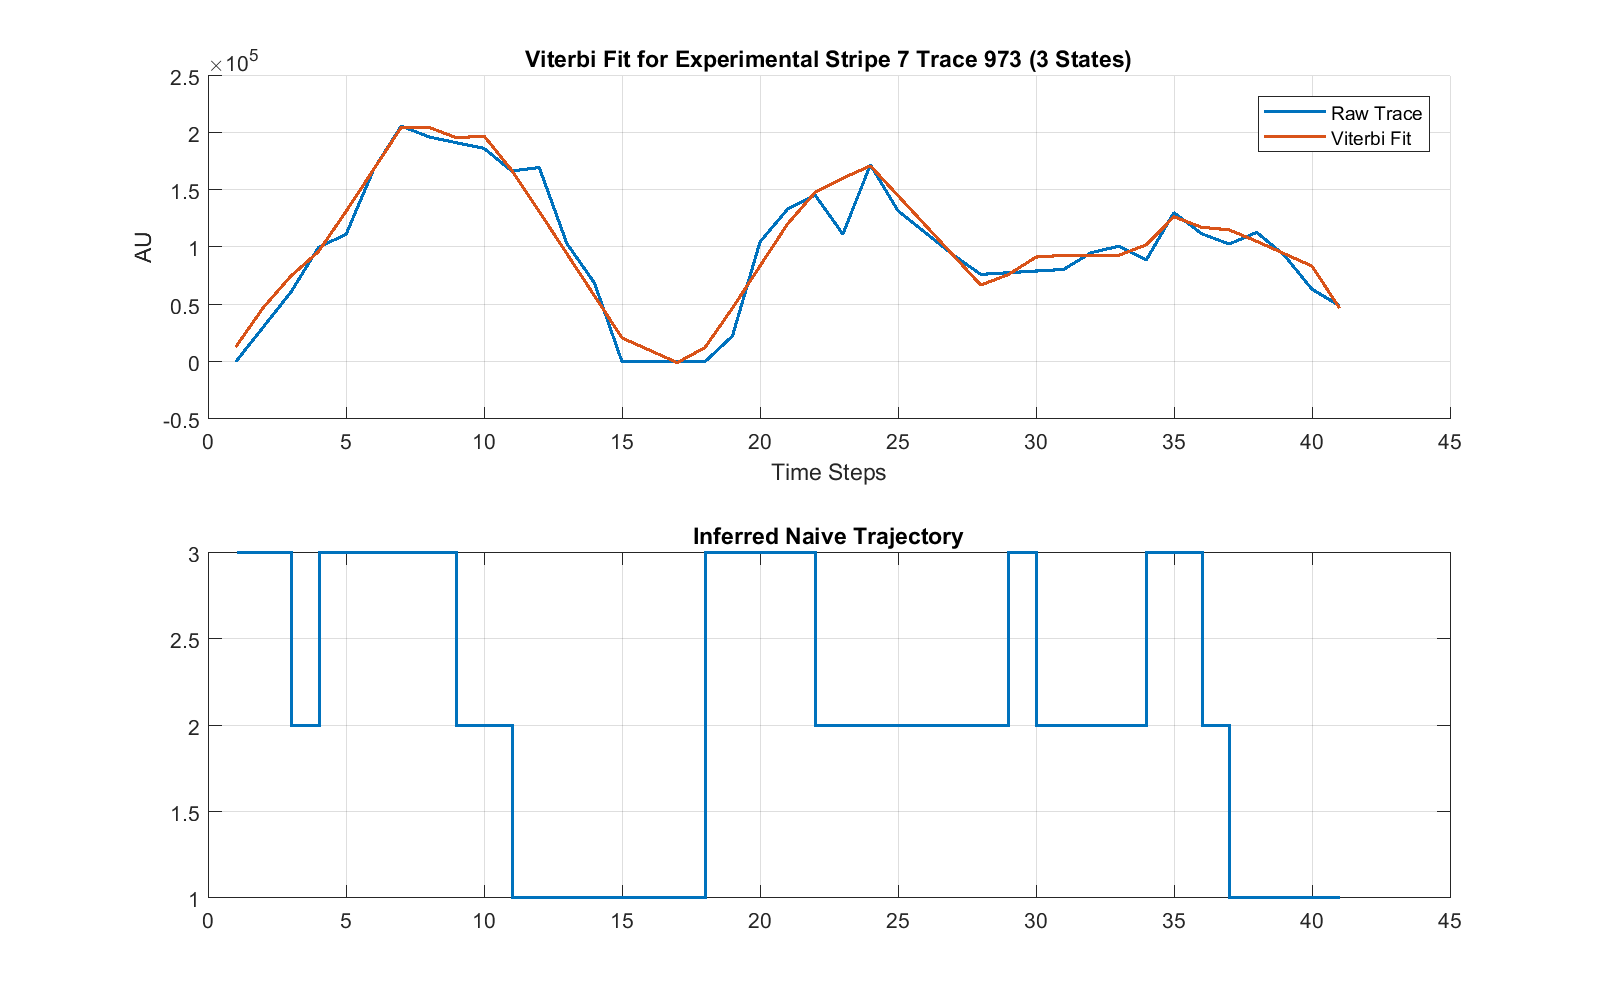 Viterbi Fit for Experimental Stripe 7 Trace 973 (3 States)
×10⁵
2.5
2
1.5
1
0.5
0
-0.5
AU
Raw Trace
Viterbi Fit
0 5 10 15 20 25 30 35 40 45
Time Steps
Inferred Naive Trajectory
3
2.5
2
1.5
1
0 5 10 15 20 25 30 35 40 45